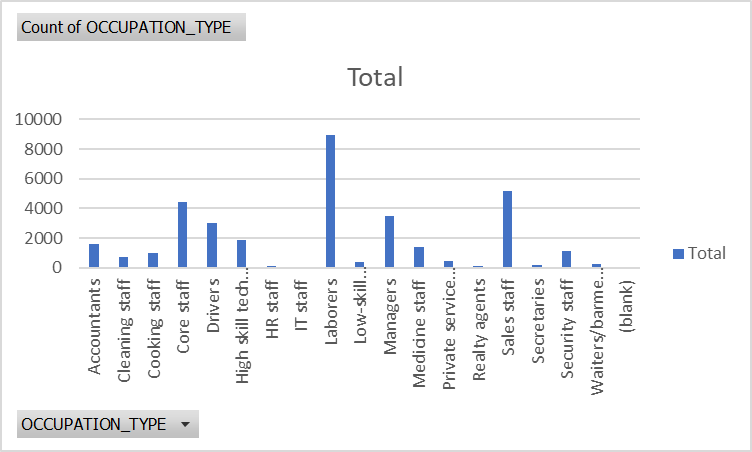 Count of OCCUPATION_TYPE
Total
10000
8000
6000
4000
2000
0
Accountants
Cleaning staff
Cooking staff
Core staff
Drivers
High skill tech…
HR staff
IT staff
Laborers
Low-skill…
Managers
Medicine staff
Private service…
Realty agents
Sales staff
Secretaries
Security staff
Waiters/barme…
(blank)
Total
OCCUPATION_TYPE